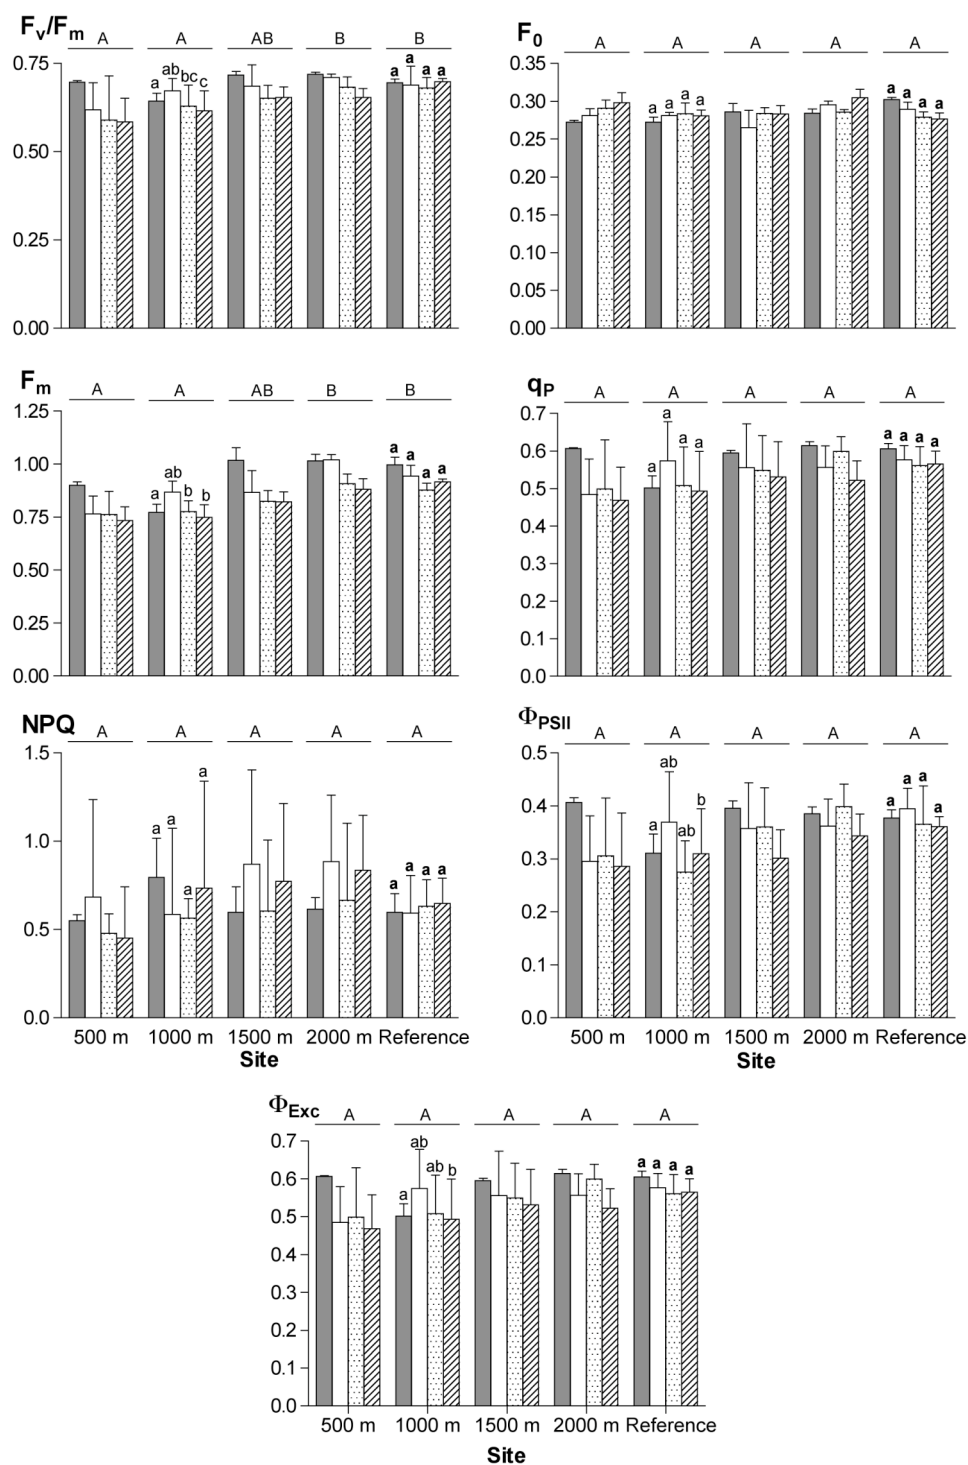 Fv/Fm
A A AB B B
a ab bc c a a a a
0.75
0.50
0.25
0.00
F0
A A A A A
a a a a a a a a
0.35
0.30
0.25
0.20
0.15
0.10
0.05
0.00
Fm
A A AB B B
a ab b b a a a a
1.25
1.00
0.75
0.50
0.25
0.00
qP
A A A A A
a a a a a a a a
0.7
0.6
0.5
0.4
0.3
0.2
0.1
0.0
NPQ
A A A A A
a a a a a a a a
1.5
1.0
0.5
0.0
500 m 1000 m 1500 m 2000 m Reference
Site
ΦPSII
A A A A A
a ab ab b a a a a
0.5
0.4
0.3
0.2
0.1
0.0
500 m 1000 m 1500 m 2000 m Reference
Site
ΦExc
A A A A A
a ab ab b a a a a
0.7
0.6
0.5
0.4
0.3
0.2
0.1
0.0
500 m 1000 m 1500 m 2000 m Reference
Site